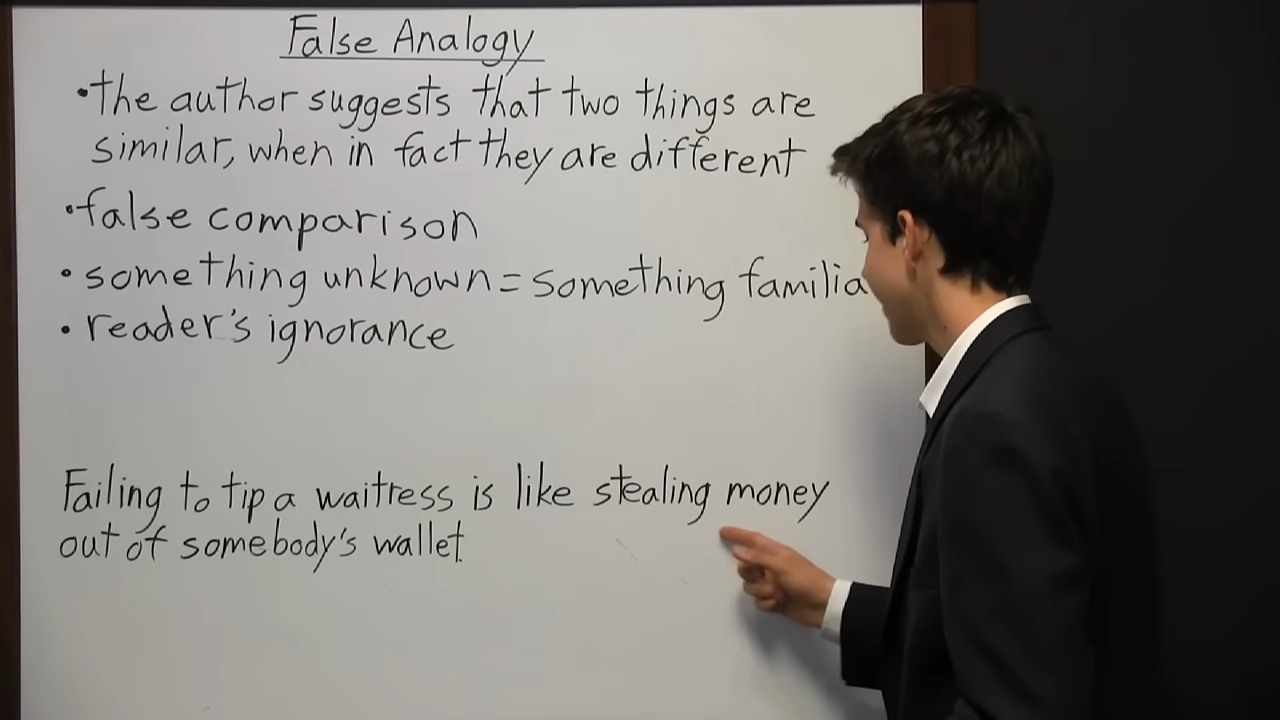 False Analogy
•the author suggests that two things are
similar, when in fact they are different
•false comparison
•something unknown=something familia
•reader's ignorance
Failing to tip a waitress is like stealing money
out of somebody's wallet.